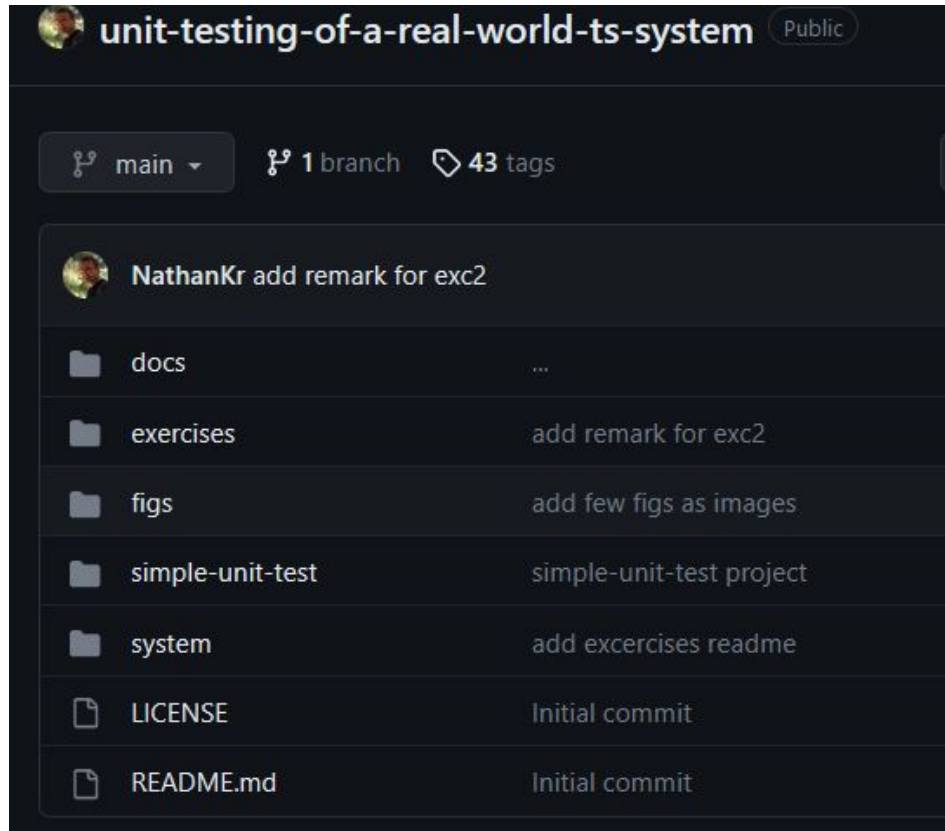 unit-testing-of-a-real-world-ts-system Public
main 1 branch 43 tags
NathanKr add remark for exc2
docs ...
exercises add remark for exc2
figs add few figs as images
simple-unit-test simple-unit-test project
system add excercises readme
LICENSE Initial commit
README.md Initial commit